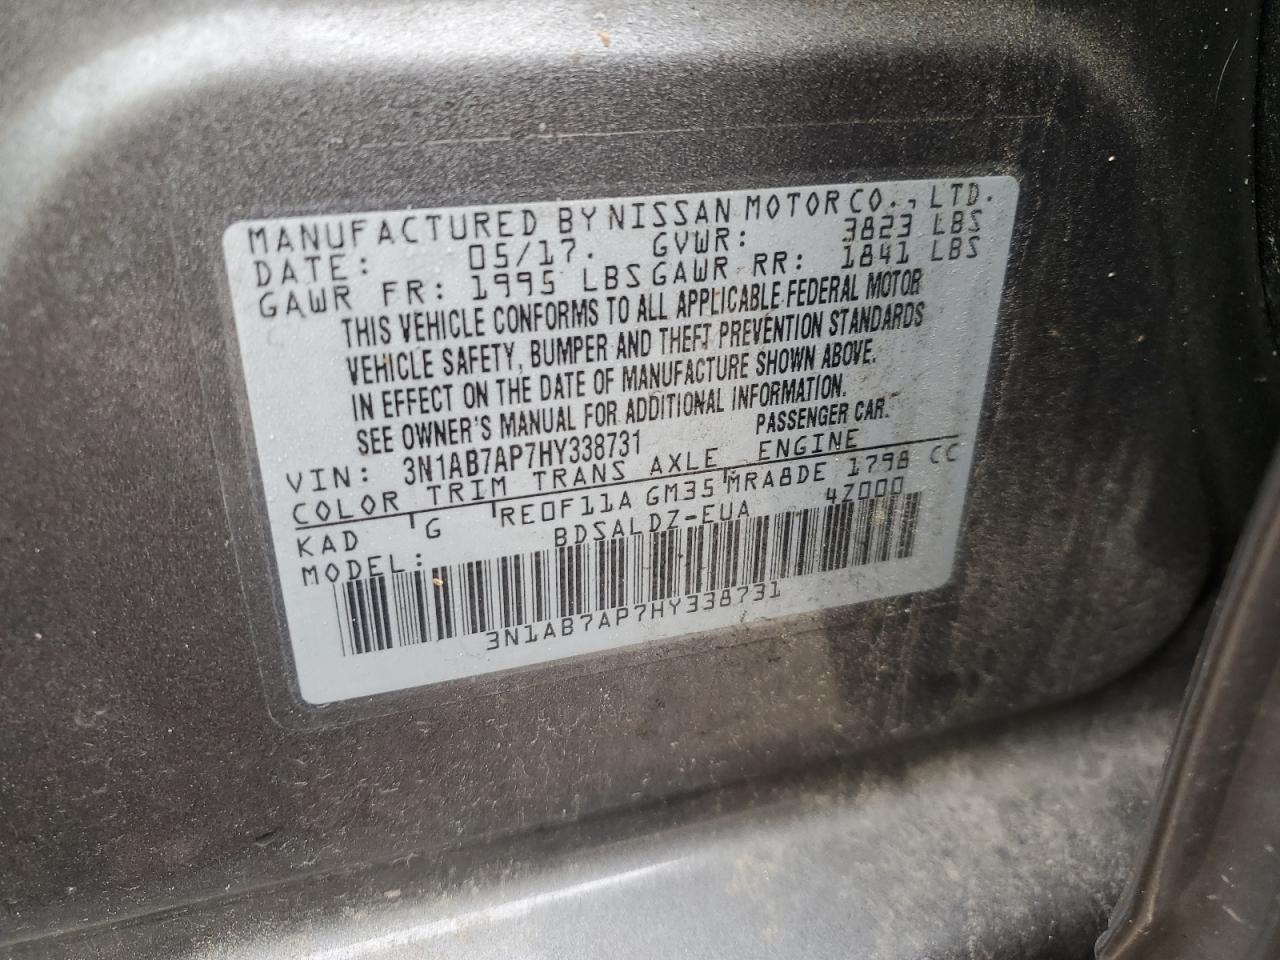 MANUFACTURED BY NISSAN MOTOR CO., LTD.
DATE: 05/17. GVWR: 3823 LBS
GAWR FR: 1995 LBS GAWR RR: 1841 LBS
THIS VEHICLE CONFORMS TO ALL APPLICABLE FEDERAL MOTOR
VEHICLE SAFETY, BUMPER AND THEFT PREVENTION STANDARDS
IN EFFECT ON THE DATE OF MANUFACTURE SHOWN ABOVE.
SEE OWNER'S MANUAL FOR ADDITIONAL INFORMATION.
VIN: 3N1AB7AP7HY338731 PASSENGER CAR.
COLOR TRIM TRANS AXLE ENGINE
KAD G RE0F11A GM35 MRA8DE 1798 CC
MODEL: BDSALDZ-EUA 4Z000
3N1AB7AP7HY338731